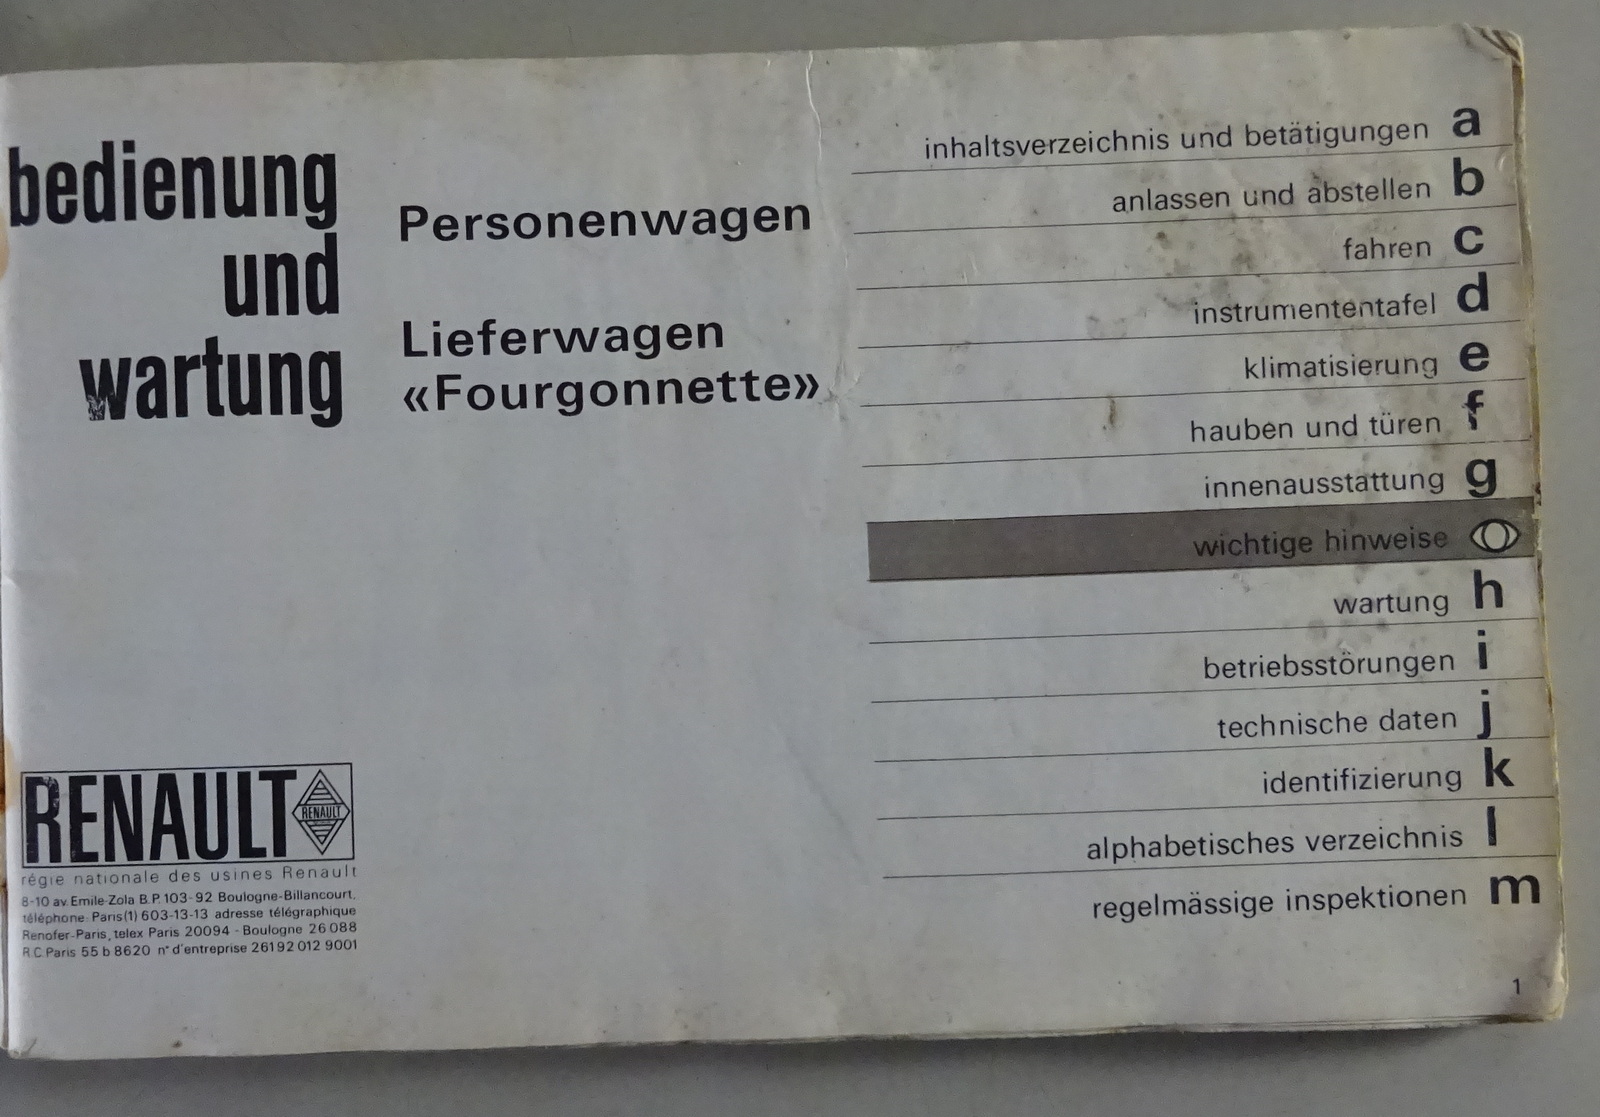 bedienung
und
wartung
Personenwagen
Lieferwagen
«Fourgonnette»
inhaltsverzeichnis und betätigungen a
anlassen und abstellen b
fahren c
instrumententafel d
klimatisierung e
hauben und türen f
innenausstattung g
wichtige hinweise
wartung h
betriebsstörungen i
technische daten j
identifizierung k
alphabetisches verzeichnis l
regelmässige inspektionen m
RENAULT
RENAULT
régie nationale des usines Renault
8-10 av. Emile-Zola B.P. 103-92 Boulogne-Billancourt.
téléphone: Paris (1) 603-13-13 adresse télégraphique
Renofer-Paris, telex Paris 20094 - Boulogne 26 088
R.C. Paris 55 b 8620 n° d'entreprise 26192 012 9001
1